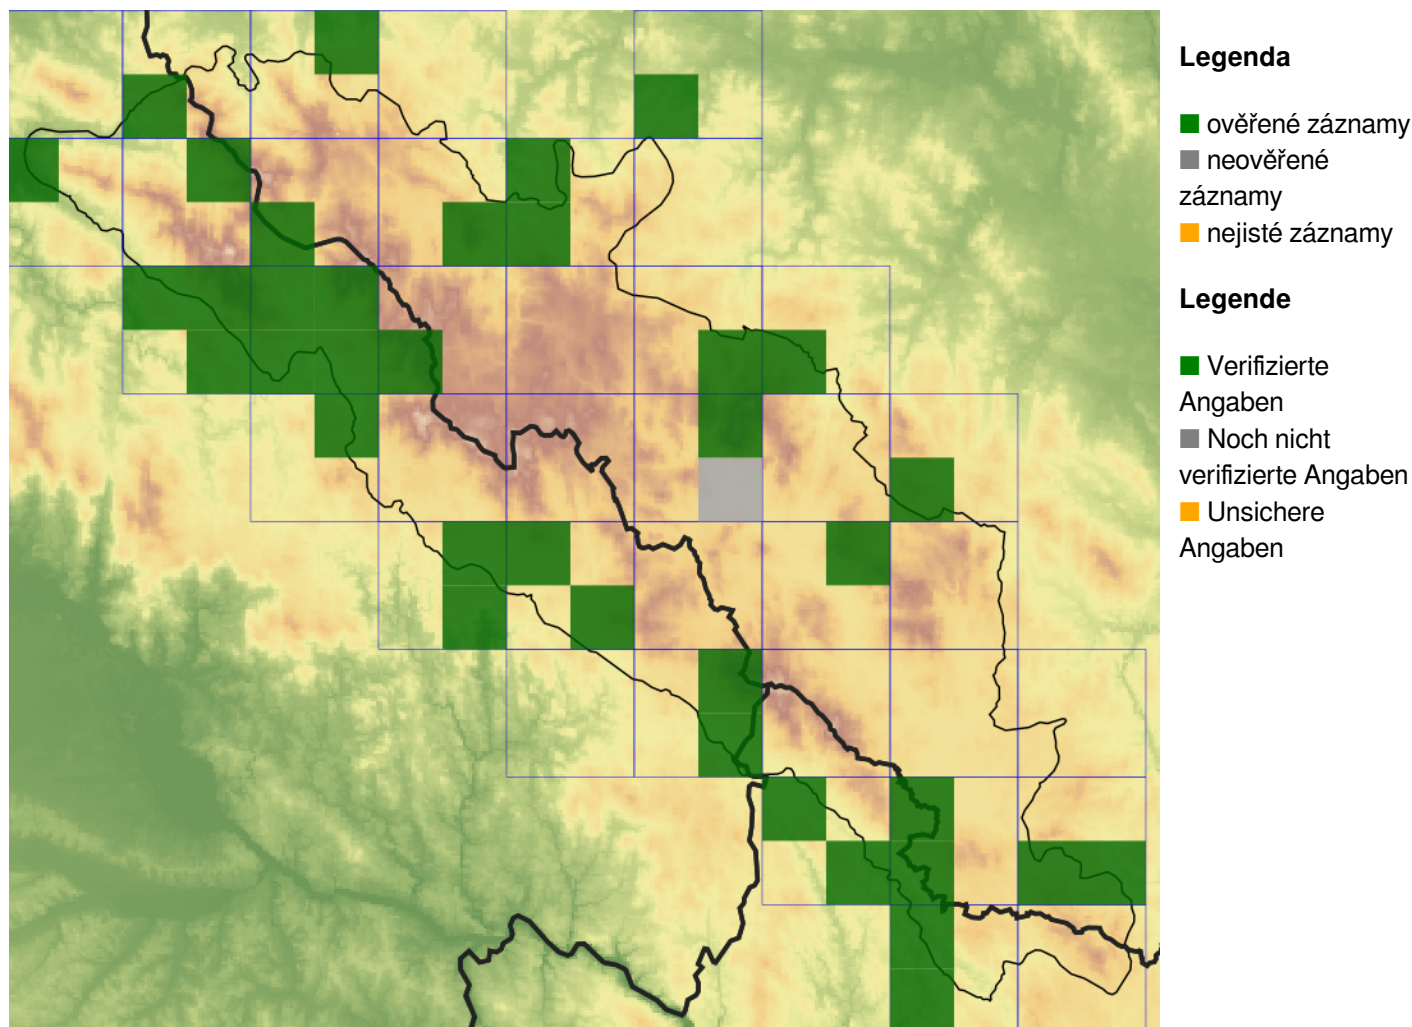 Legenda
ověřené záznamy
neověřené
záznamy
nejisté záznamy
Legende
Verifizierte
Angaben
Noch nicht
verifizierte Angaben
Unsichere
Angaben